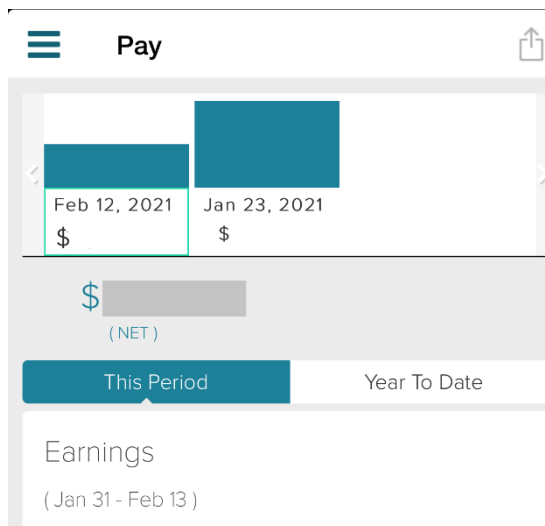 Pay
Feb 12, 2021 Jan 23, 2021
$ $
$
( NET )
This Period Year To Date
Earnings
( Jan 31 - Feb 13 )